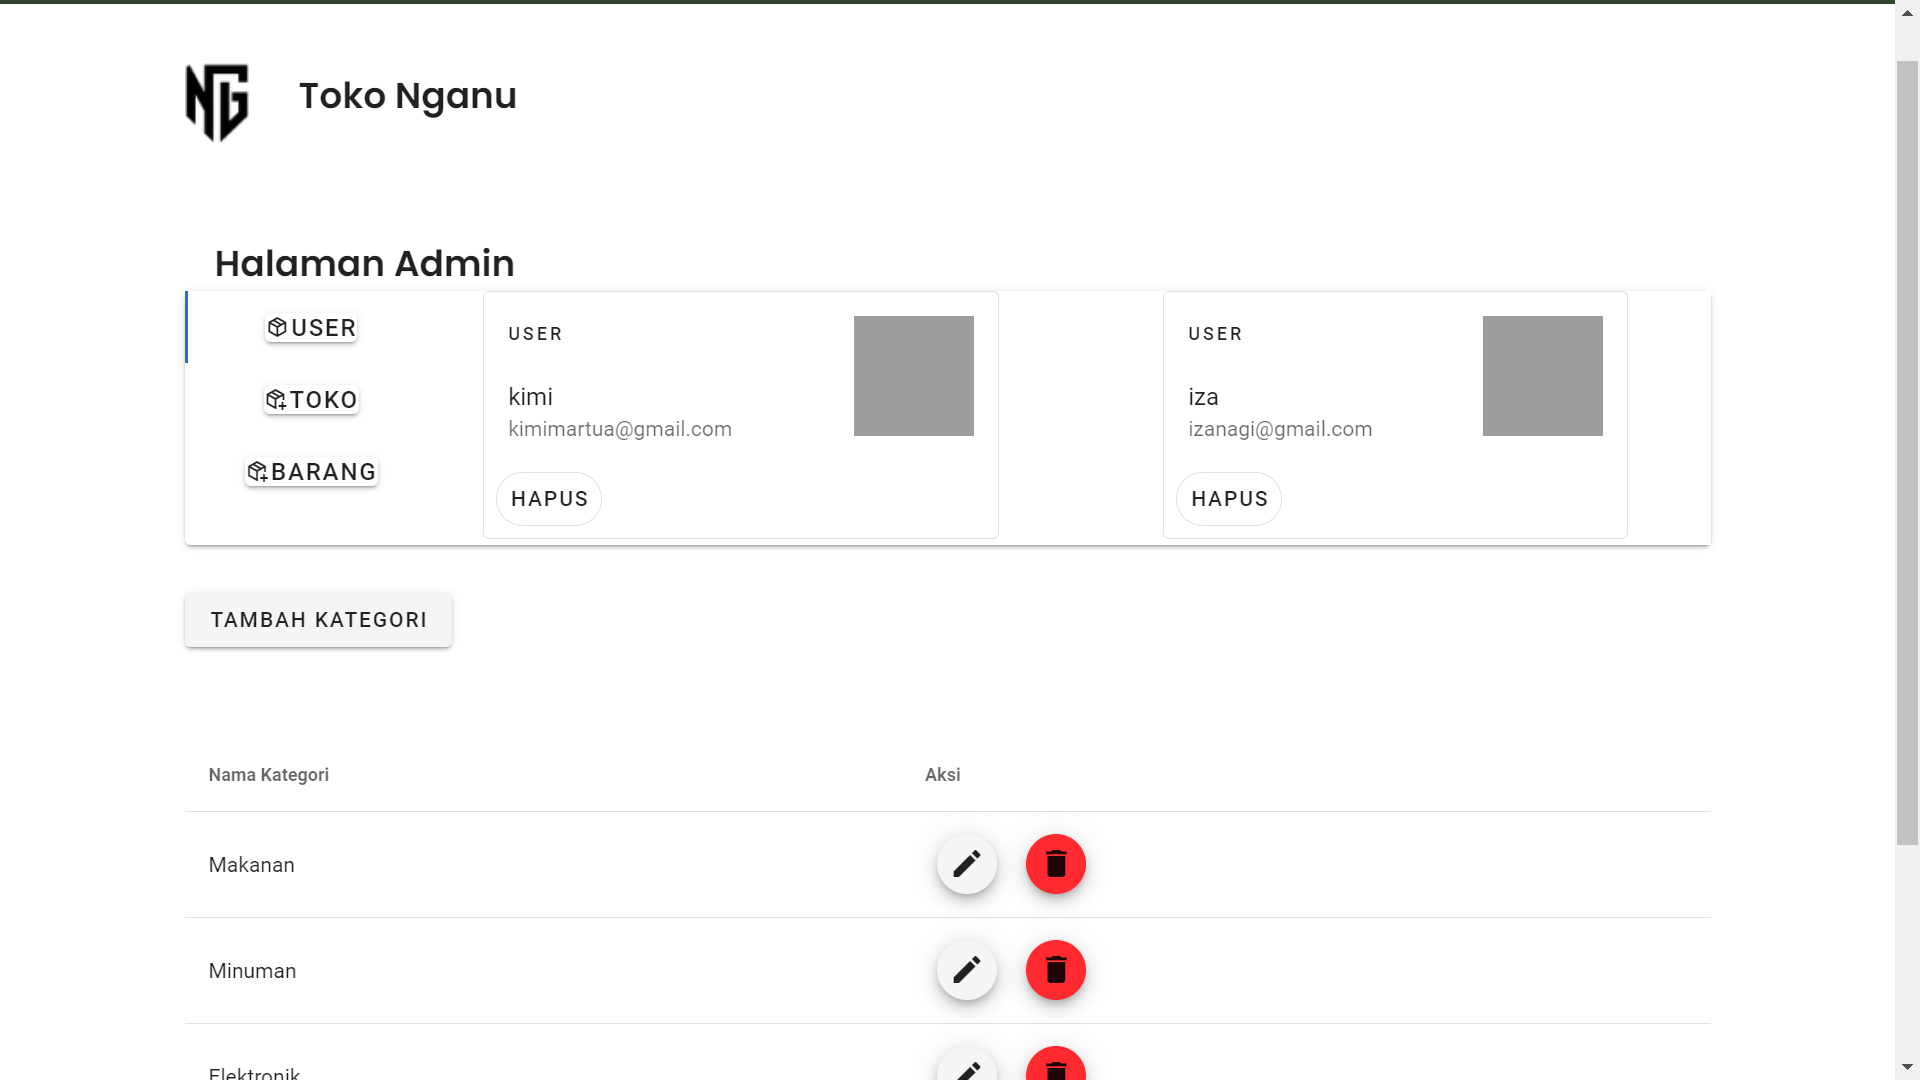 NG
Toko Nganu
Halaman Admin
USER
TOKO
BARANG
USER
kimi
kimimartua@gmail.com
HAPUS
USER
iza
izanagi@gmail.com
HAPUS
TAMBAH KATEGORI
Nama Kategori Aksi
Makanan
Minuman
Elektronik